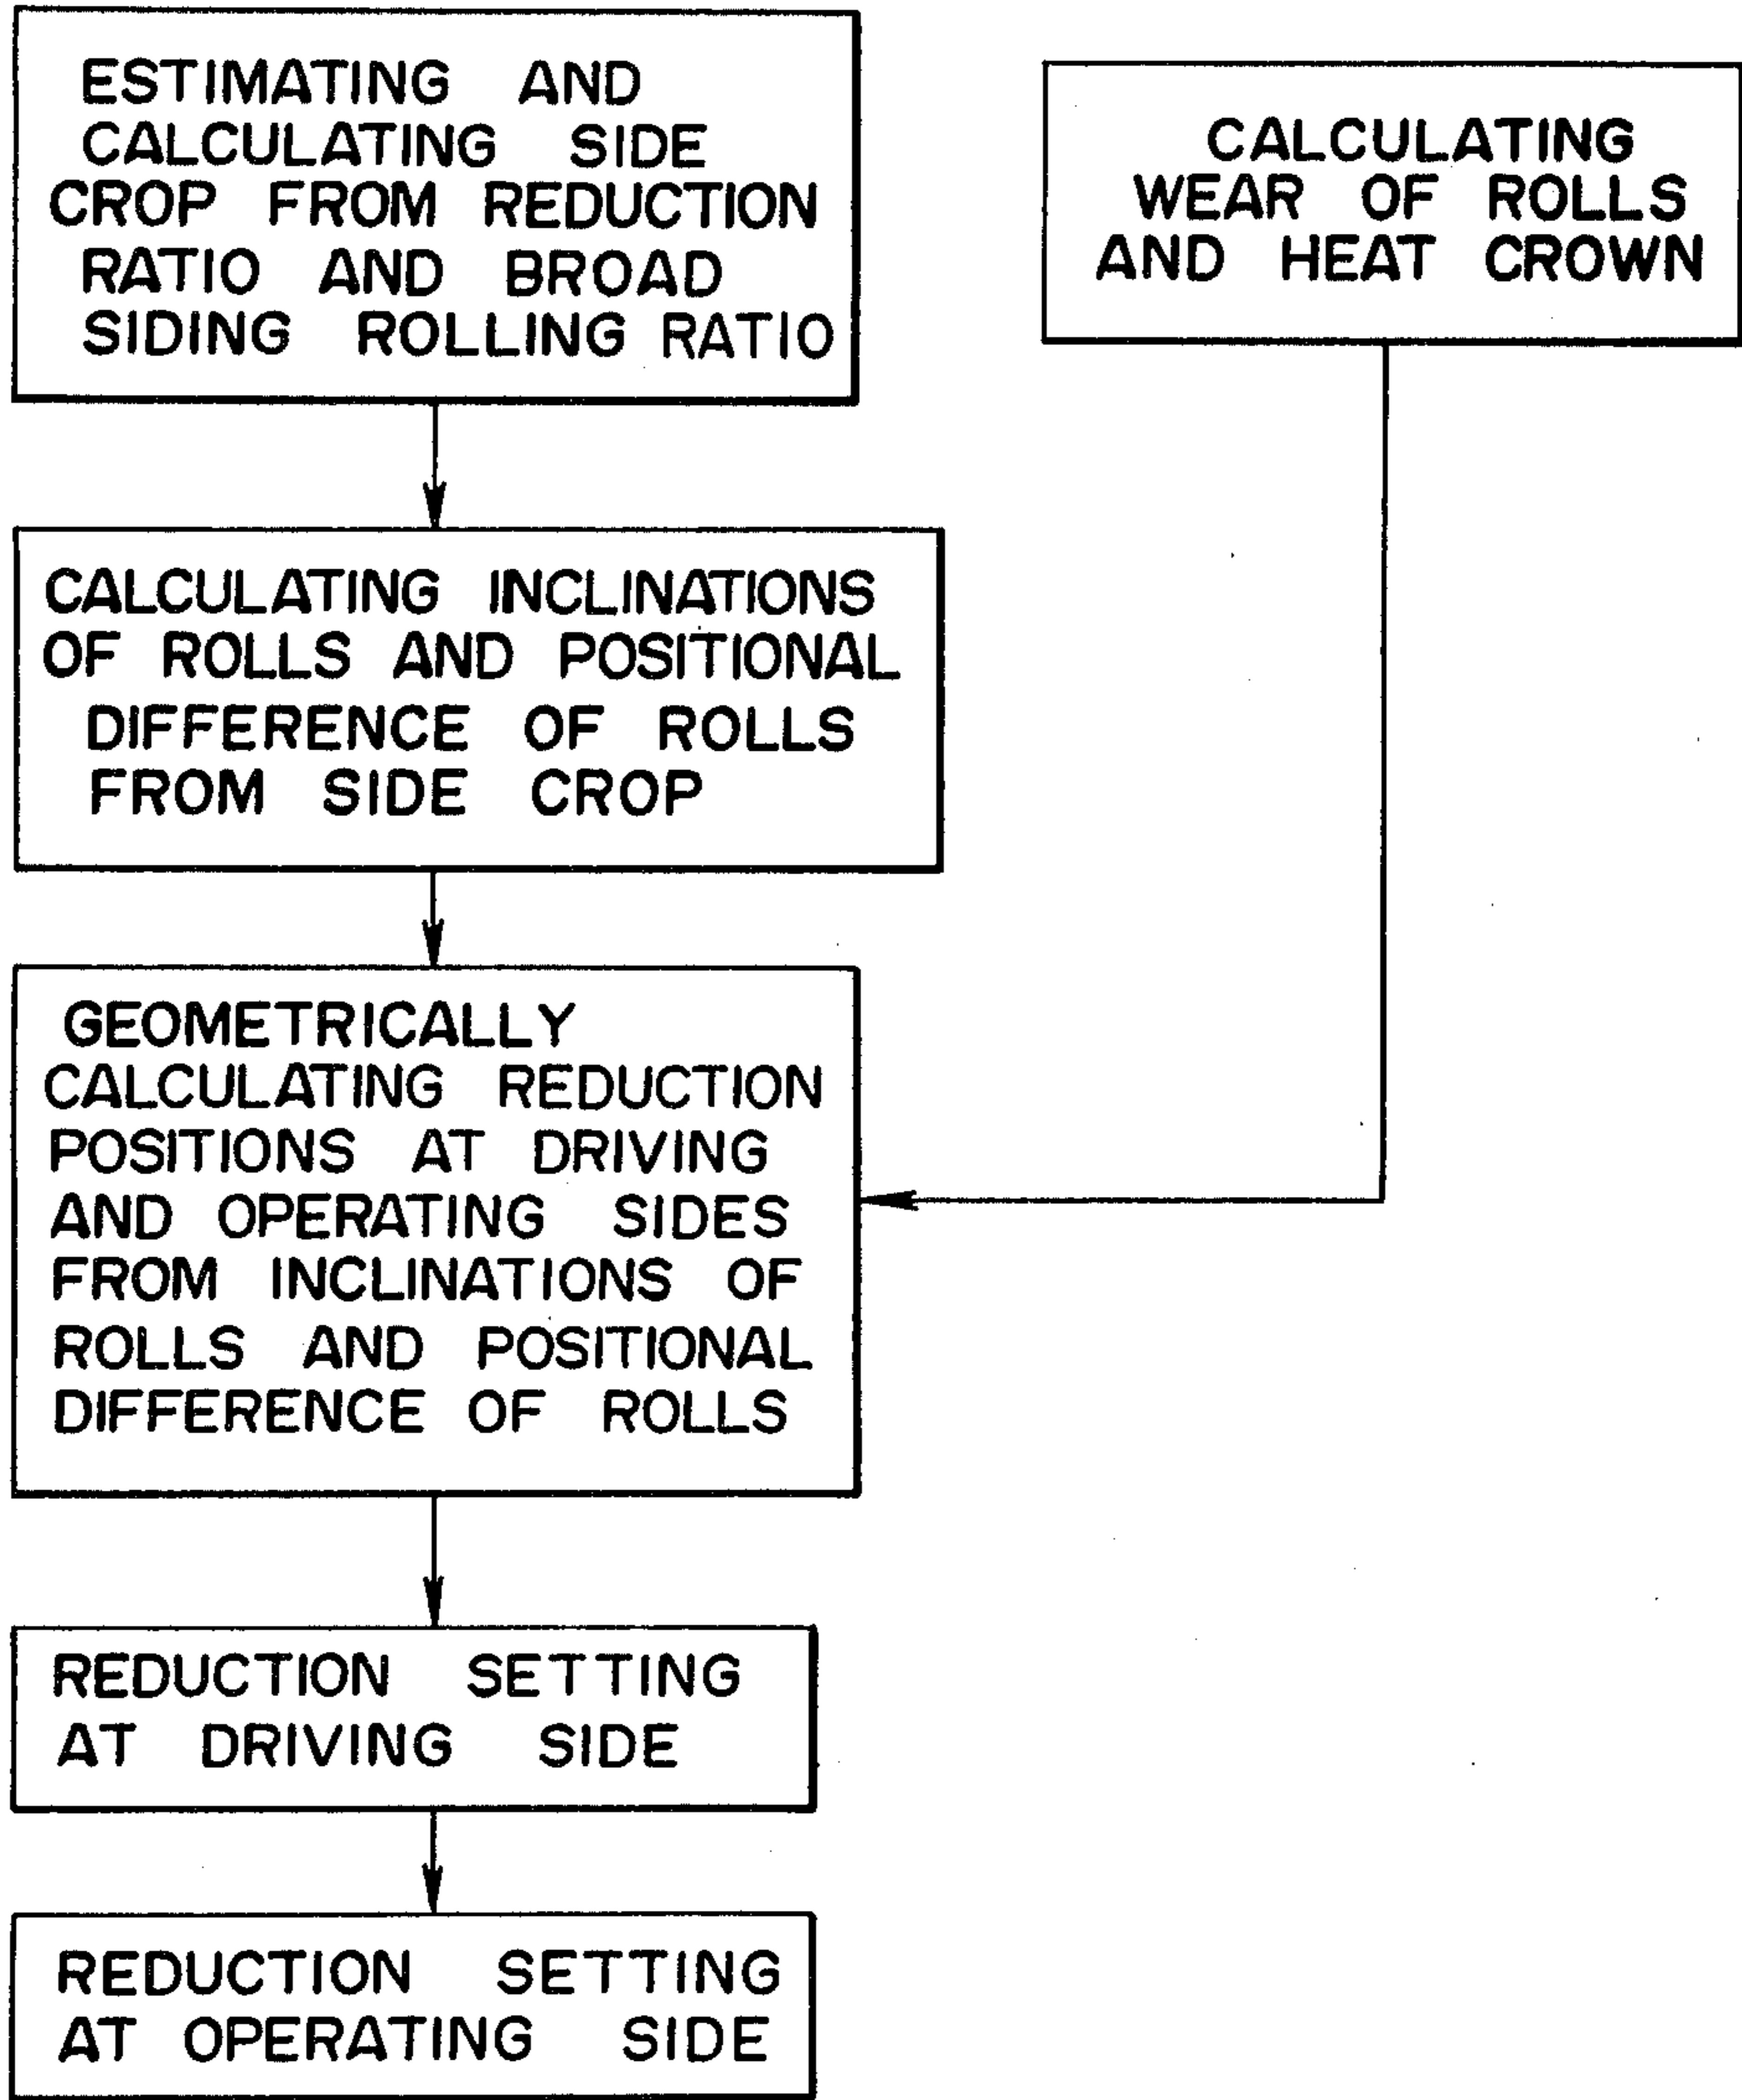 ESTIMATING AND
CALCULATING SIDE
CROP FROM REDUCTION
RATIO AND BROAD
SIDING ROLLING RATIO
CALCULATING
WEAR OF ROLLS
AND HEAT CROWN
CALCULATING INCLINATIONS
OF ROLLS AND POSITIONAL
DIFFERENCE OF ROLLS
FROM SIDE CROP
GEOMETRICALLY
CALCULATING REDUCTION
POSITIONS AT DRIVING
AND OPERATING SIDES
FROM INCLINATIONS OF
ROLLS AND POSITIONAL
DIFFERENCE OF ROLLS
REDUCTION SETTING
AT DRIVING SIDE
REDUCTION SETTING
AT OPERATING SIDE